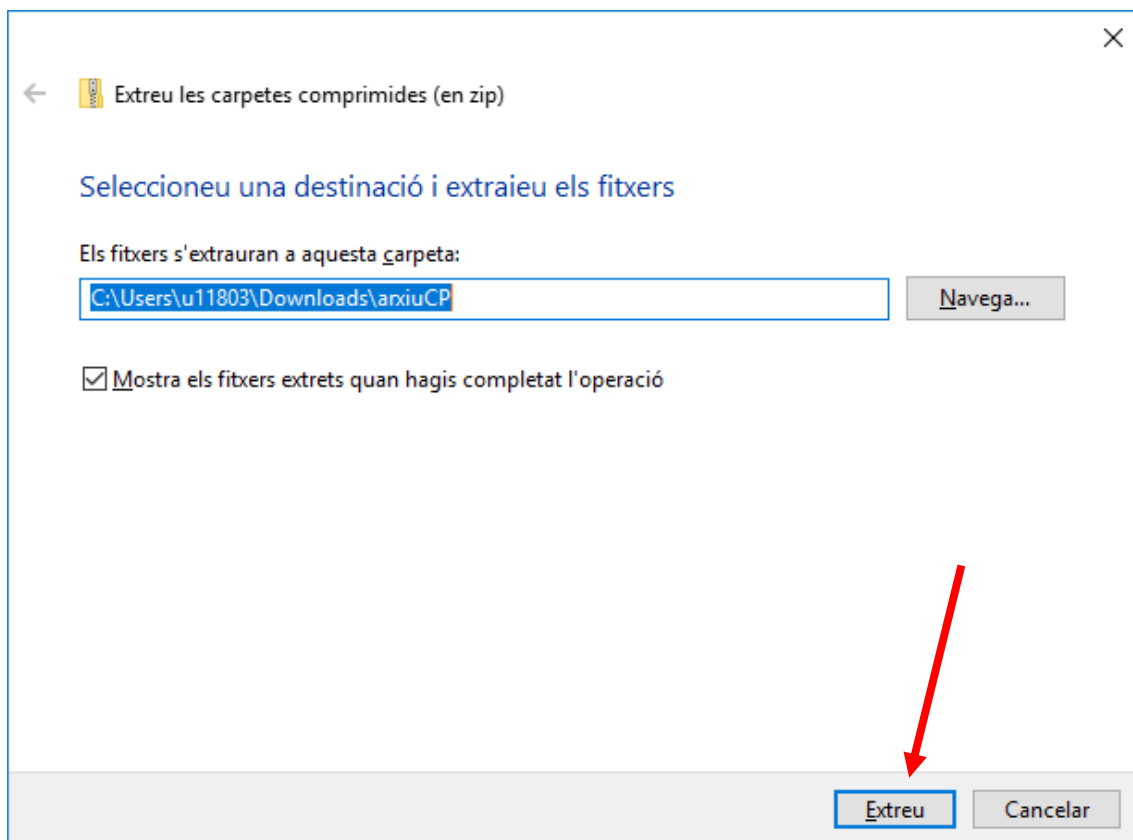 Extreu les carpetes comprimides (en zip)
Seleccioneu una destinació i extraieu els fitxers
Els fitxers s'extrauran a aquesta carpeta:
C:\Users\u11803\Downloads\arxiuCP
Navega...
Mostra els fitxers extrets quan hagis completat l'operació
Extreu
Cancelar